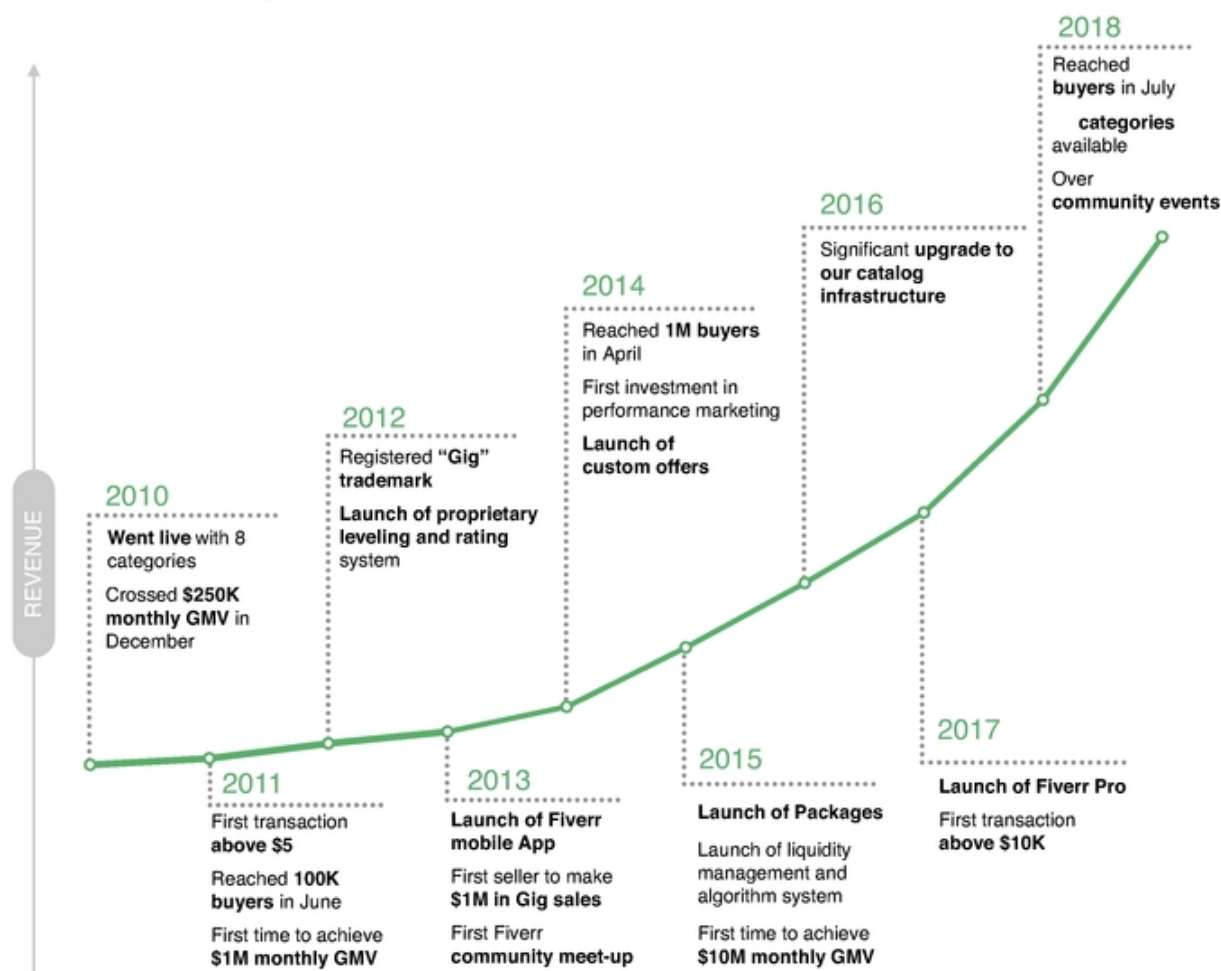 REVENUE
2010
Went live with 8
categories
Crossed $250K
monthly GMV in
December
2011
First transaction
above $5
Reached 100K
buyers in June
First time to achieve
$1M monthly GMV
2012
Registered “Gig”
trademark
Launch of proprietary
leveling and rating
system
2013
Launch of Fiverr
mobile App
First seller to make
$1M in Gig sales
First Fiverr
community meet-up
2014
Reached 1M buyers
in April
First investment in
performance marketing
Launch of
custom offers
2015
Launch of Packages
Launch of liquidity
management and
algorithm system
First time to achieve
$10M monthly GMV
2016
Significant upgrade to
our catalog
infrastructure
2017
Launch of Fiverr Pro
First transaction
above $10K
2018
Reached
buyers in July
categories
available
Over
community events